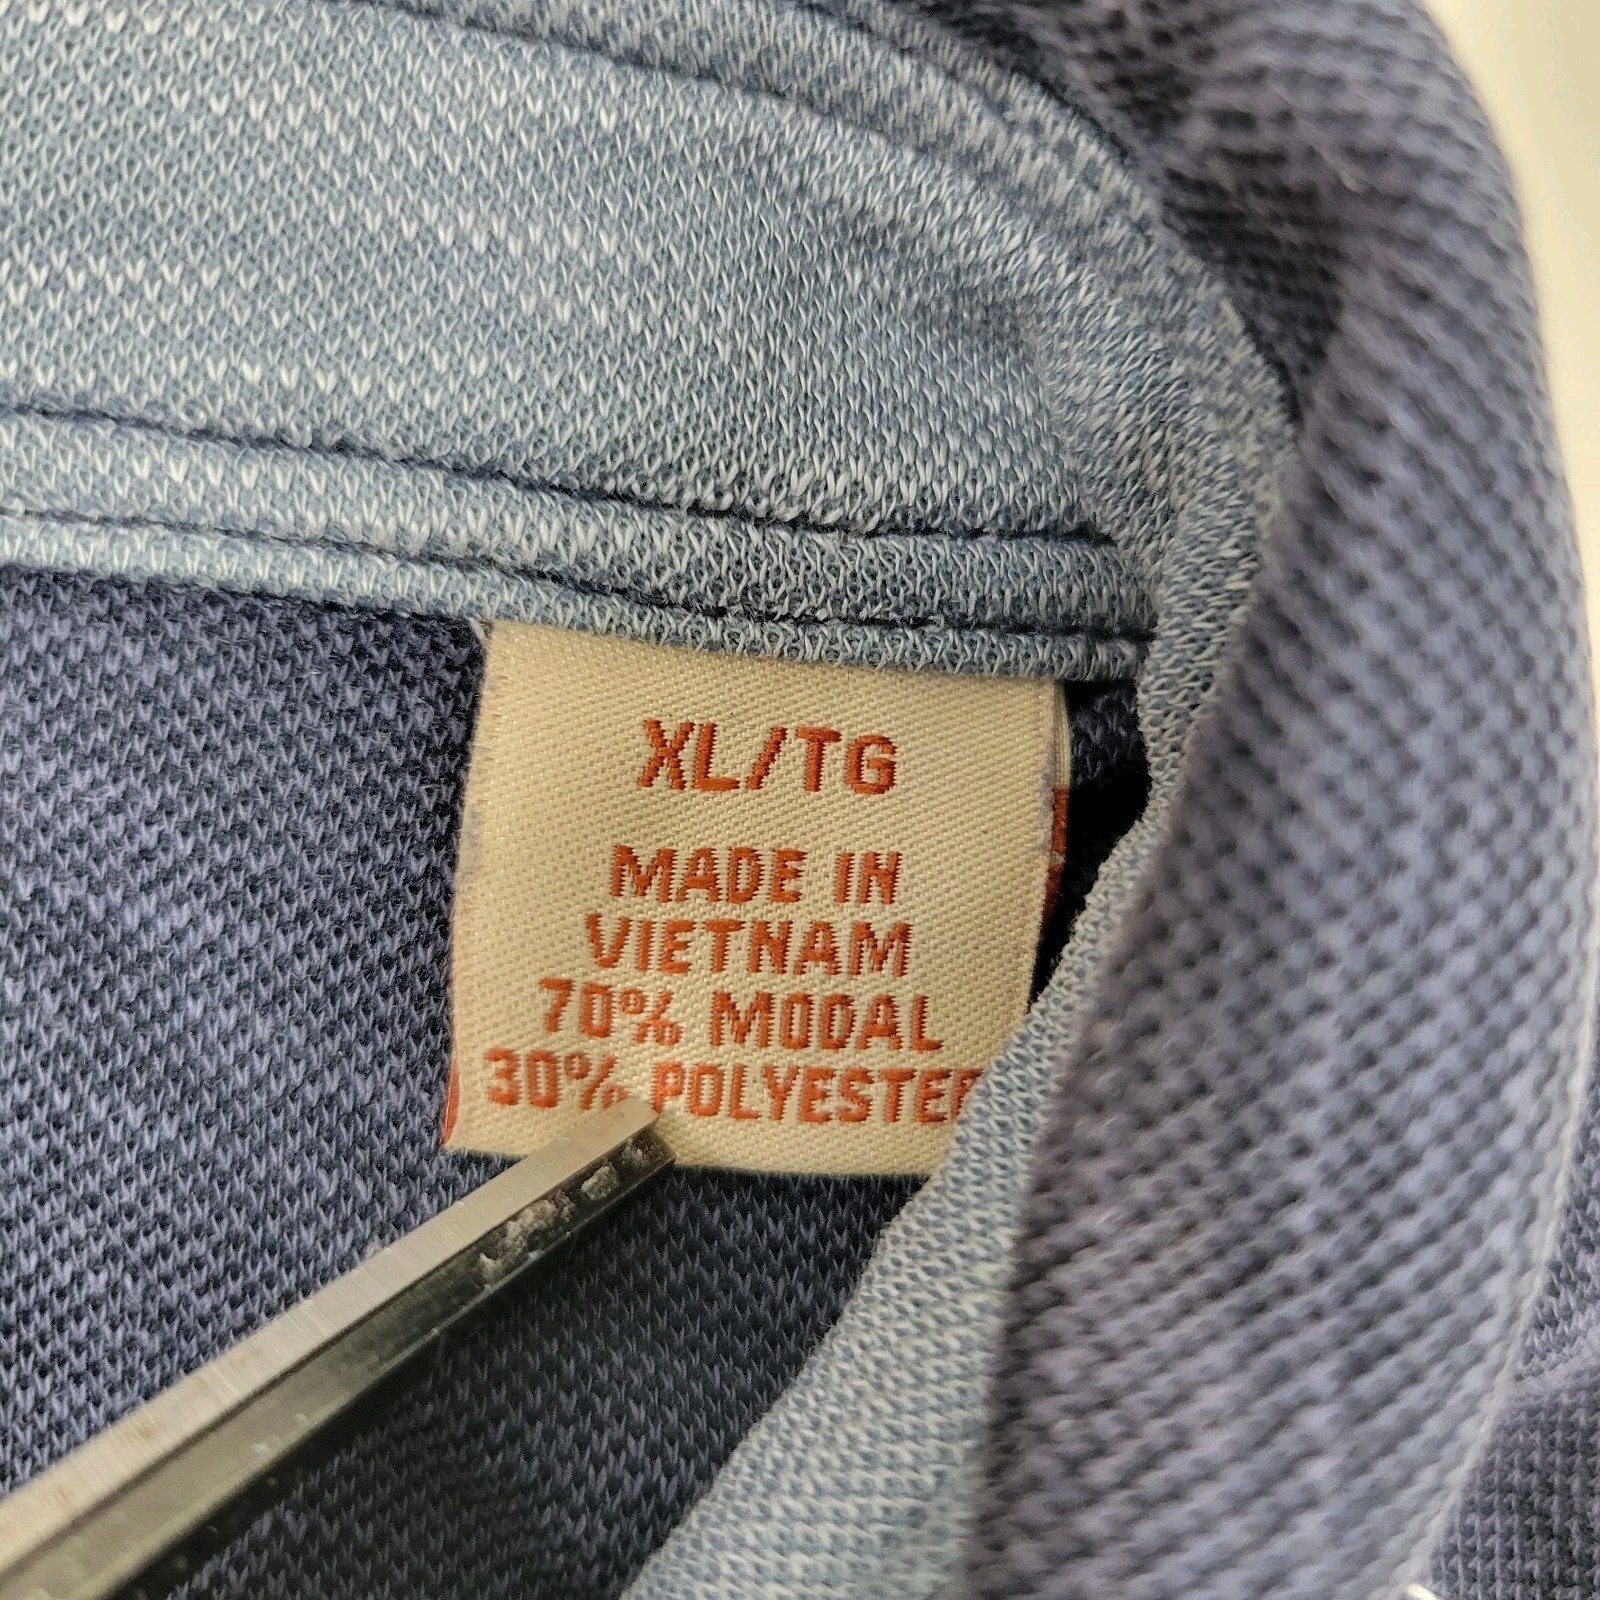 XL/TG
MADE IN
VIETNAM
70% MODAL
30% POLYESTER